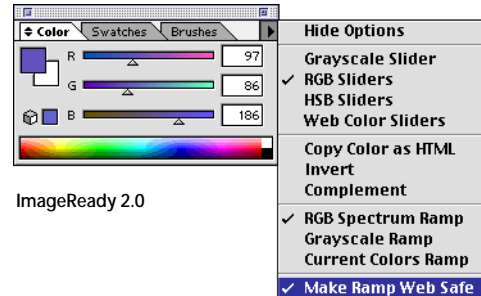 Color Swatches Brushes
R 97
G 86
B 186
ImageReady 2.0
Hide Options
Grayscale Slider
✓ RGB Sliders
HSB Sliders
Web Color Sliders
Copy Color as HTML
Invert
Complement
✓ RGB Spectrum Ramp
Grayscale Ramp
Current Colors Ramp
✓ Make Ramp Web Safe